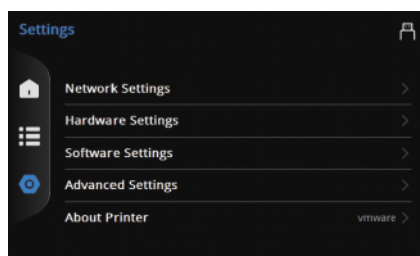 Settings
Network Settings
Hardware Settings
Software Settings
Advanced Settings
About Printer vmware